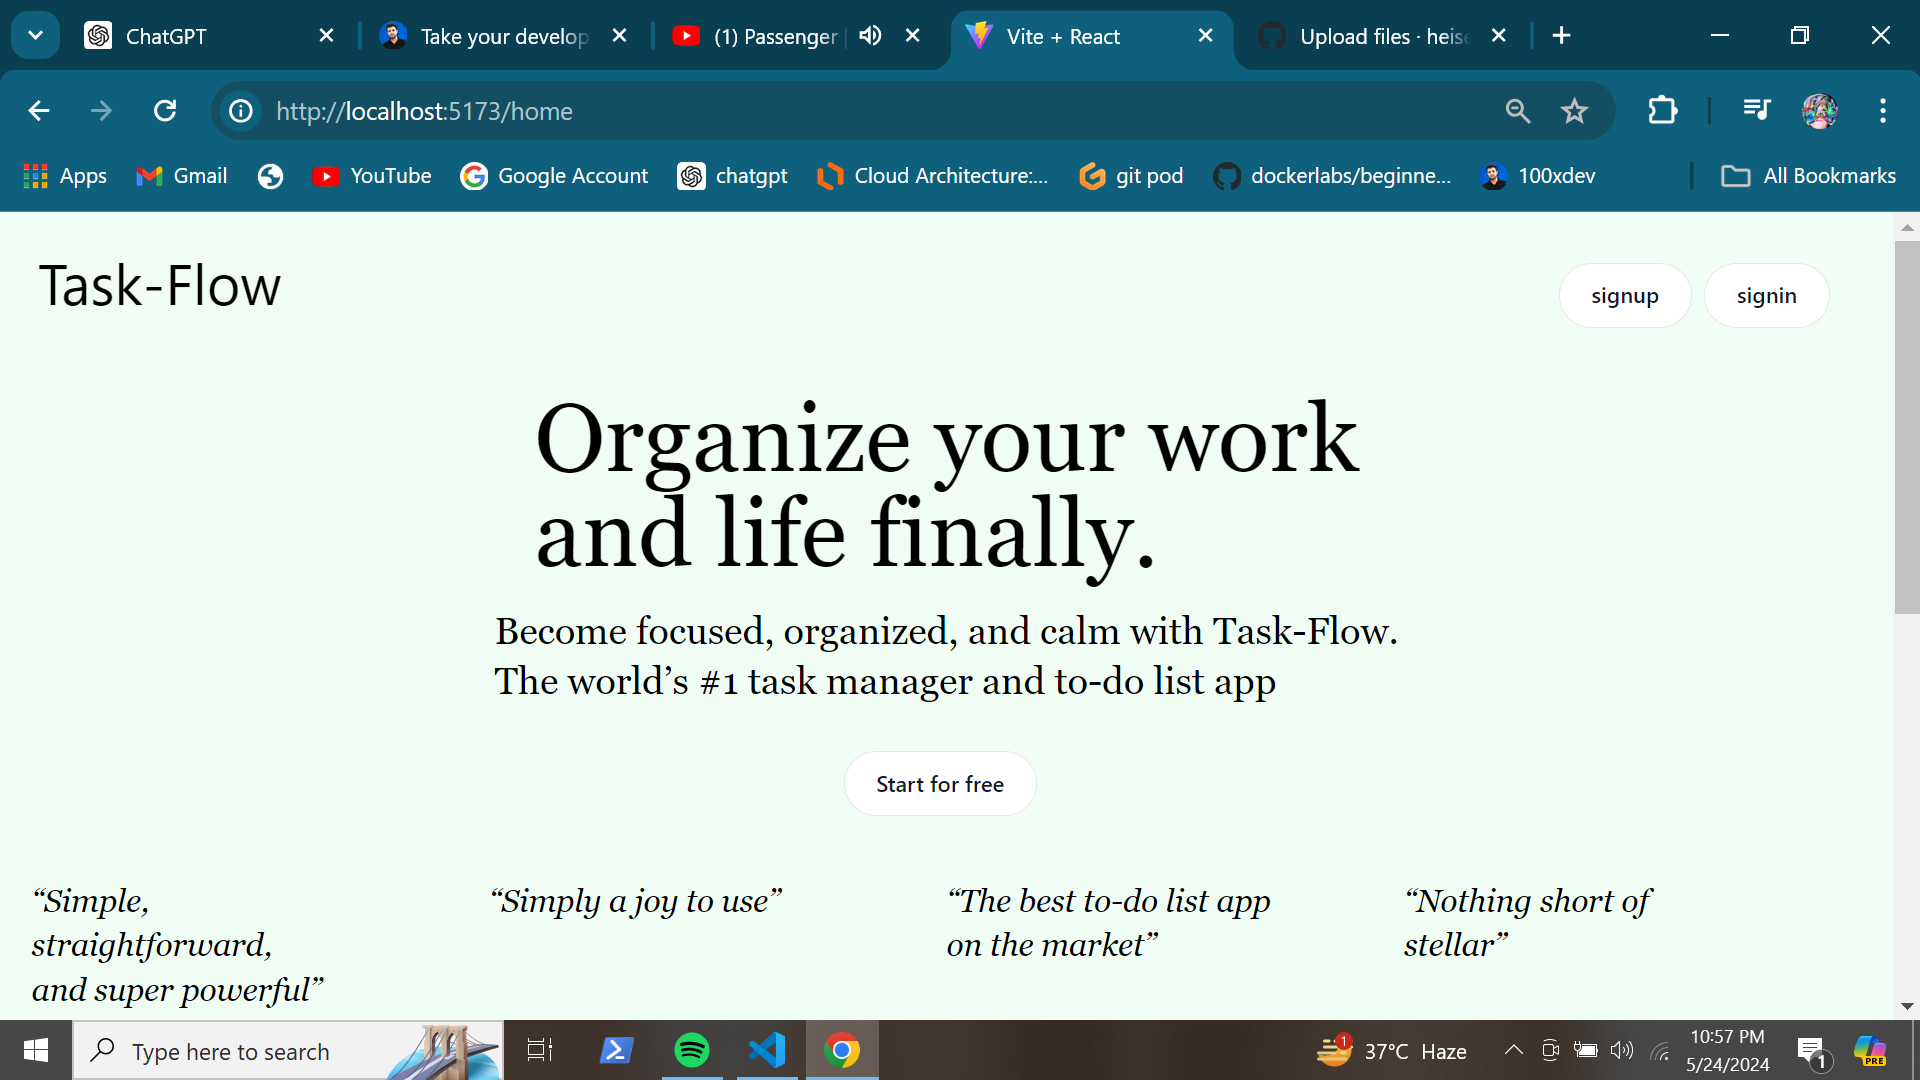 ChatGPT
Take your develop
(1) Passenger
Vite + React
Upload files · heise
http://localhost:5173/home
Apps
Gmail
YouTube
Google Account
chatgpt
Cloud Architecture:...
git pod
dockerlabs/beginne...
100xdev
All Bookmarks
Task-Flow
signup
signin
Organize your work
and life finally.
Become focused, organized, and calm with Task-Flow.
The world’s #1 task manager and to-do list app
Start for free
“Simple,
straightforward,
and super powerful”
“Simply a joy to use”
“The best to-do list app
on the market”
“Nothing short of
stellar”
Type here to search
1
37°C Haze
10:57 PM
5/24/2024
1
PRE